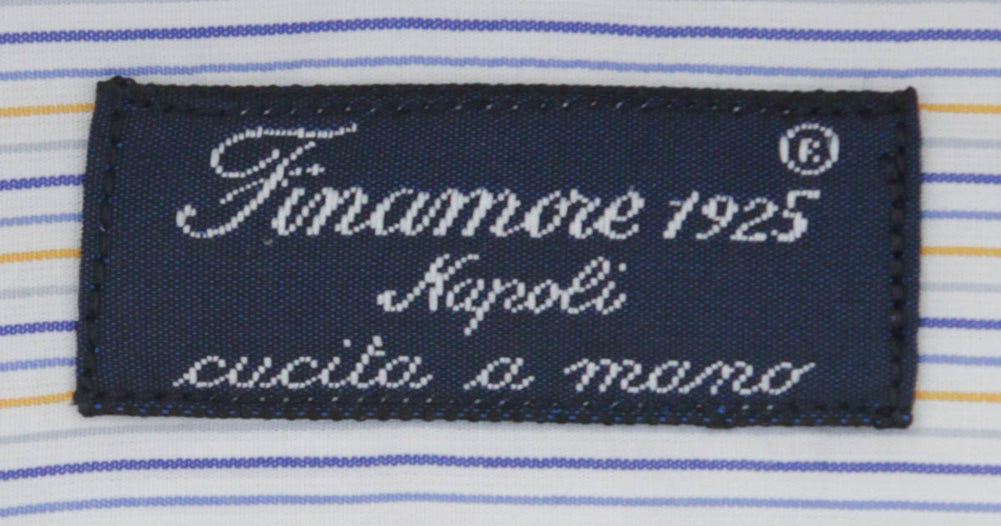 Finamore 1925 ®
Napoli
cucita a mano